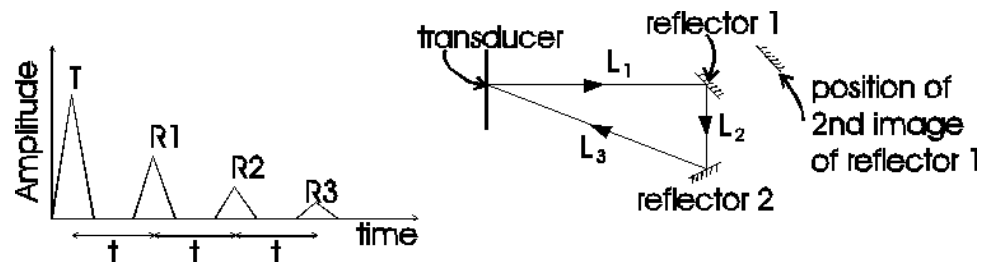 Amplitude
T
R1
R2
R3
time
t
t
t
transducer
reflector 1
L1
L2
L3
reflector 2
position of
2nd image
of reflector 1